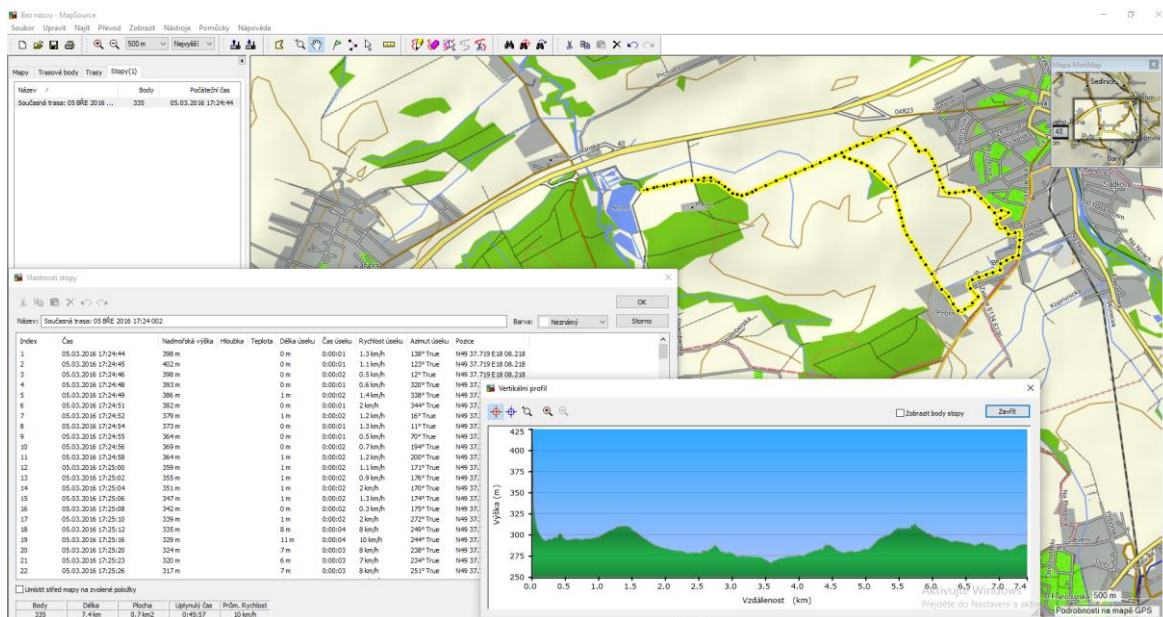 Bez názvu - MapSource
Soubor Upravit Najít Převod Zobrazit Nástroje Pomůcky Nápověda
500 m Nejvyšší
Mapy Trasové body Trasy Stopy(1)
Název / Body Počáteční čas
Současná trasa: 05 BŘE 2016 ... 335 05.03.2016 17:24:44
Mapa MiniMap
Sedlnice
48
04823
48
Sadková
Kopřivnička
Příbor
Vlastnosti stopy
OK
Název: Současná trasa: 05 BŘE 2016 17:24 002 Barva: Neznámý Storno
Index Čas Nadmořská výška Hloubka Teplota Délka úseku Čas úseku Rychlost úseku Azimut úseku Pozice
1 05.03.2016 17:24:44 398 m 0 m 0:00:01 1.3 km/h 138° True N49 37.719 E18 08.218
2 05.03.2016 17:24:45 402 m 0 m 0:00:01 1.1 km/h 123° True N49 37.719 E18 08.218
3 05.03.2016 17:24:46 398 m 0 m 0:00:02 0.5 km/h 12° True N49 37.719 E18 08.218
4 05.03.2016 17:24:48 393 m 0 m 0:00:01 0.6 km/h 320° True
5 05.03.2016 17:24:49 386 m 1 m 0:00:02 1.4 km/h 338° True
6 05.03.2016 17:24:51 382 m 0 m 0:00:01 2 km/h 344° True
7 05.03.2016 17:24:52 379 m 1 m 0:00:02 1.2 km/h 16° True
8 05.03.2016 17:24:54 373 m 0 m 0:00:01 1.3 km/h 11° True
9 05.03.2016 17:24:55 364 m 0 m 0:00:01 0.5 km/h 70° True
10 05.03.2016 17:24:56 369 m 0 m 0:00:02 0.7 km/h 194° True
11 05.03.2016 17:24:58 364 m 1 m 0:00:02 1.2 km/h 200° True
12 05.03.2016 17:25:00 359 m 1 m 0:00:02 1.1 km/h 171° True
13 05.03.2016 17:25:02 355 m 1 m 0:00:02 0.9 km/h 176° True
14 05.03.2016 17:25:04 351 m 1 m 0:00:02 2 km/h 170° True
15 05.03.2016 17:25:06 347 m 1 m 0:00:02 1.3 km/h 174° True
16 05.03.2016 17:25:08 342 m 0 m 0:00:02 0.3 km/h 175° True
17 05.03.2016 17:25:10 339 m 1 m 0:00:02 2 km/h 272° True
18 05.03.2016 17:25:12 335 m 8 m 0:00:04 8 km/h 249° True
19 05.03.2016 17:25:16 329 m 11 m 0:00:04 10 km/h 244° True
20 05.03.2016 17:25:20 324 m 7 m 0:00:03 8 km/h 238° True
21 05.03.2016 17:25:23 320 m 6 m 0:00:03 7 km/h 234° True
22 05.03.2016 17:25:26 317 m 7 m 0:00:03 8 km/h 251° True
Umístit střed mapy na zvolené položky
Body Délka Plocha Uplynulý čas Prům. Rychlost
335 7.4 km 0.7 km2 0:45:57 10 km/h
Vertikální profil
Zobrazit body stopy Zavřít
425
400
375
350
325
300
275
250
Výška (m)
0.0 0.5 1.0 1.5 2.0 2.5 3.0 3.5 4.0 4.5 5.0 5.5 6.0 6.5 7.0 7.4
Vzdálenost (km)
Aktivujte Windows
Přejděte do Nastavení a akti
500 m
Podrobnosti na mapě GPS